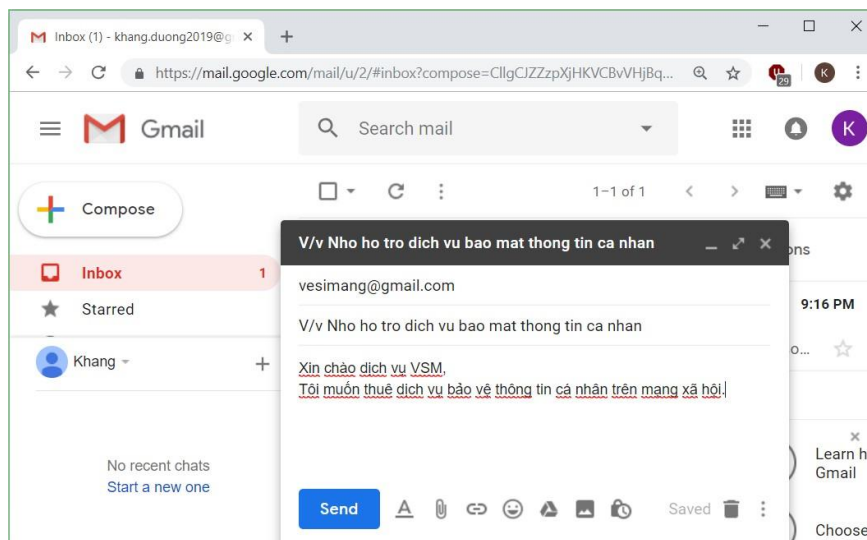 Inbox (1) - khang.duong2019@g
https://mail.google.com/mail/u/2/#inbox?compose=CllgCJZZzpXjHKVCBvVHjBq...
29
K
Gmail
Search mail
K
Compose
1–1 of 1
Inbox 1
Starred
Khang
No recent chats
Start a new one
V/v Nho ho tro dich vu bao mat thong tin ca nhan
vesimang@gmail.com
V/v Nho ho tro dich vu bao mat thong tin ca nhan
Xin chào dịch vụ VSM,
Tôi muốn thuê dịch vụ bảo vệ thông tin cá nhân trên mạng xã hội.
Send
Saved
ons
9:16 PM
o...
Learn h
Gmail
Choose